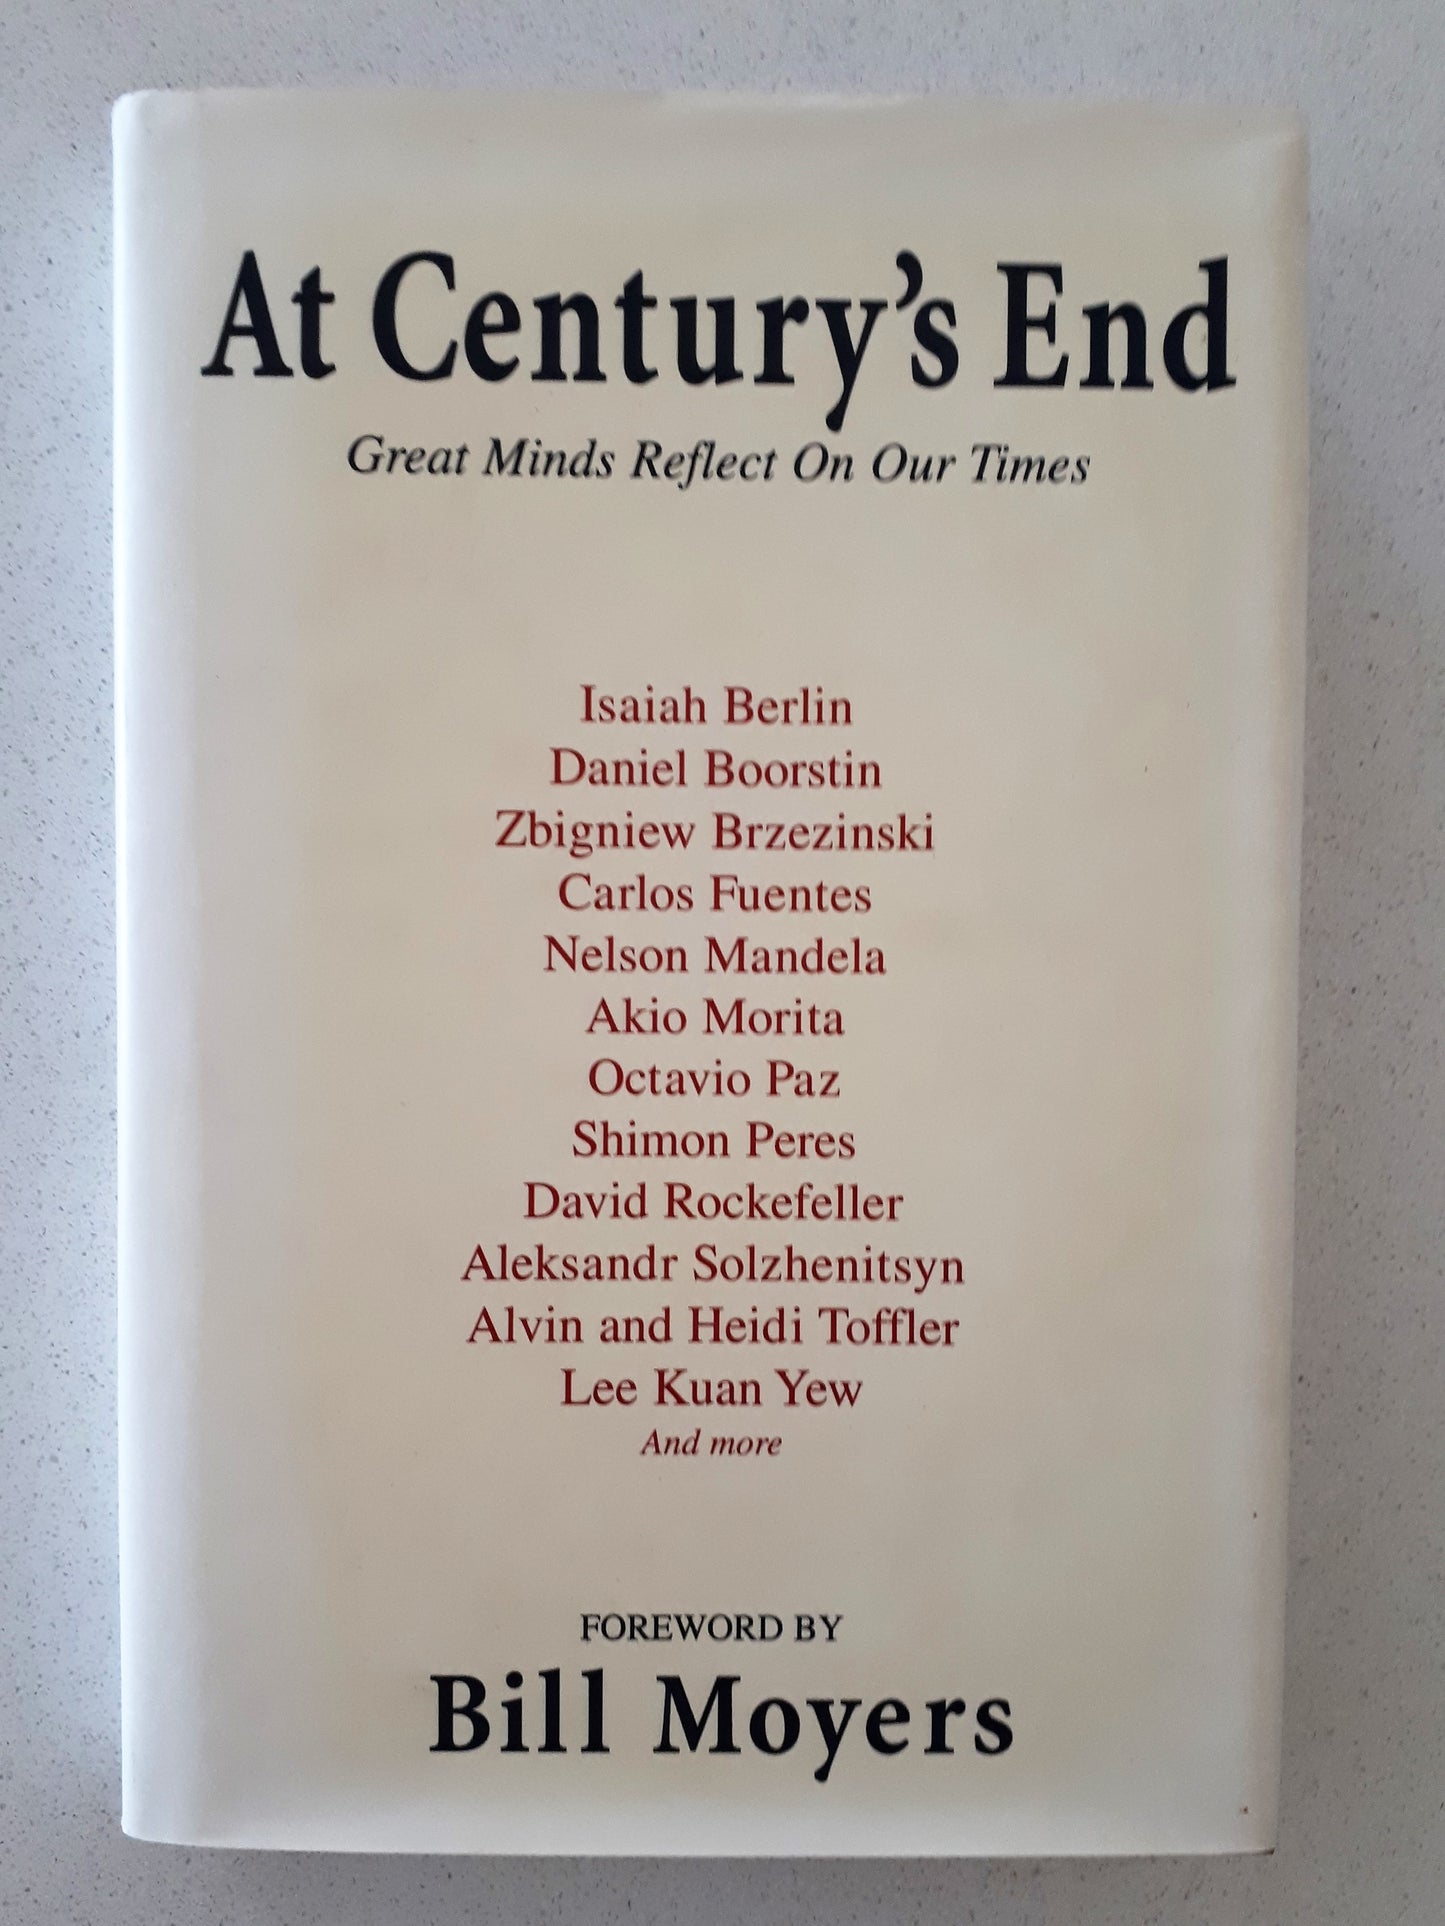 At Century’s End
Great Minds Reflect On Our Times
Isaiah Berlin
Daniel Boorstin
Zbigniew Brzezinski
Carlos Fuentes
Nelson Mandela
Akio Morita
Octavio Paz
Shimon Peres
David Rockefeller
Aleksandr Solzhenitsyn
Alvin and Heidi Toffler
Lee Kuan Yew
And more
FOREWORD BY
Bill Moyers